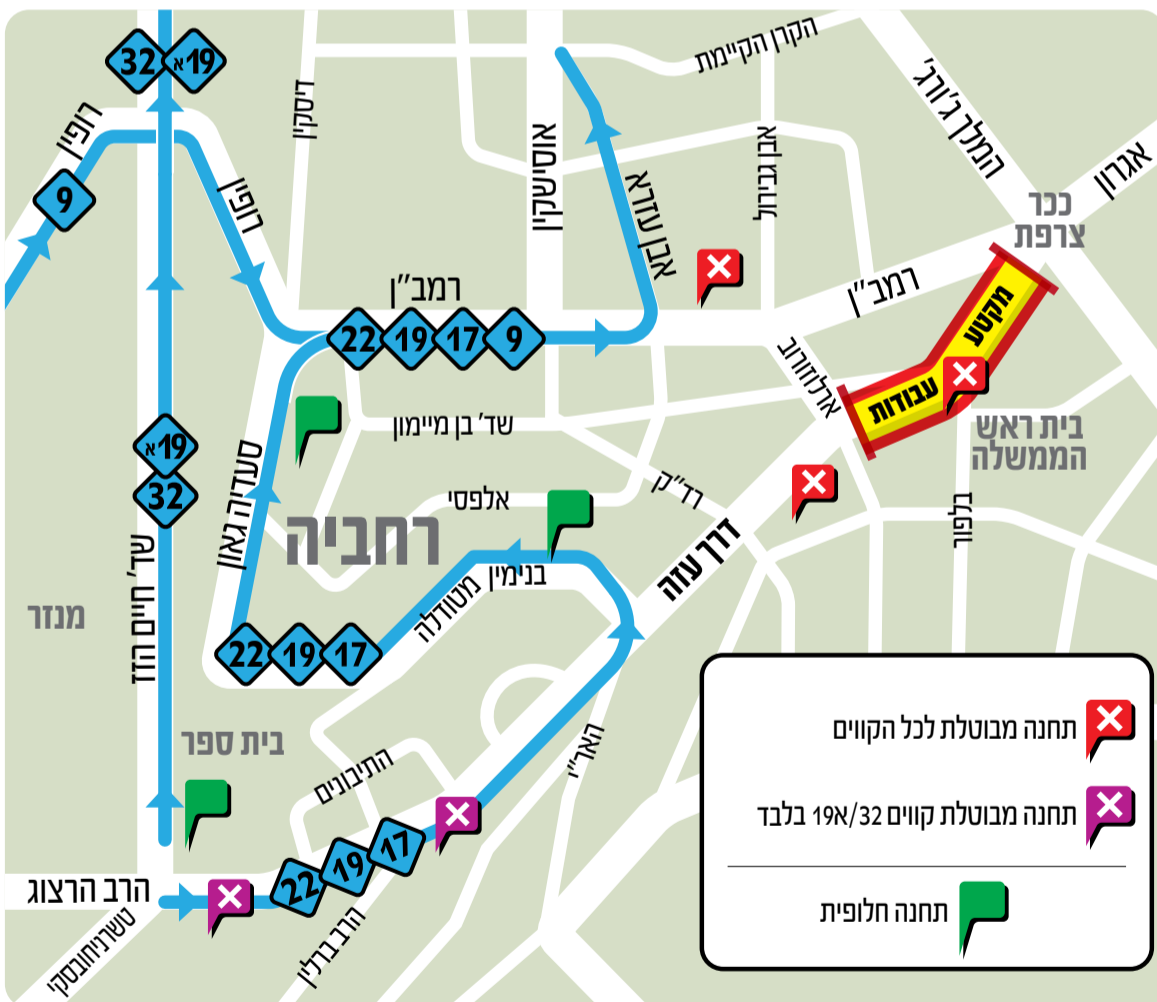 הקרן הקיימת
המלך ג'ורג'
אגרון
ככר
צרפת
32
19א
דיסקין
אוסישקין
אבן גבירול
רופין
9
רופין
אבן עזרא
רמב"ן
רמב"ן
22
19
17
9
מקטע
עבודות
ארלוזורוב
בית ראש
הממשלה
בלפור
שד' בן מיימון
רד"ק
אלפסי
דרך עזה
19א
32
סעדיה גאון
רחביה
בנימין
מטודלה
22
19
17
מנזר
שד' חיים הזז
בית ספר
התיבונים
האר"י
22
19
17
הרב הרצוג
טשרניחובסקי
הרב ברלין
תחנה מבוטלת לכל הקווים
תחנה מבוטלת קווים 32/19א בלבד
תחנה חלופית